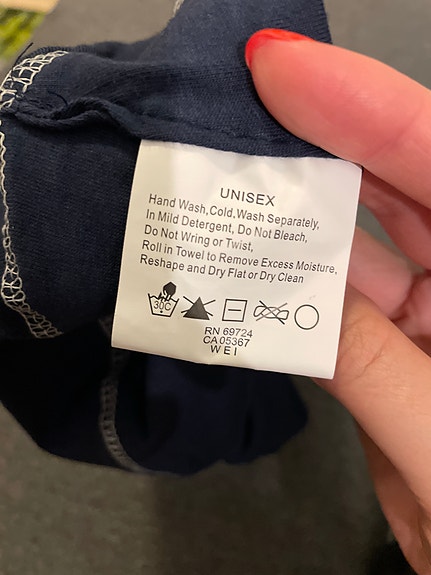 UNISEX
Hand Wash,Cold,Wash Separately,
In Mild Detergent, Do Not Bleach,
Do Not Wring or Twist,
Roll in Towel to Remove Excess Moisture,
Reshape and Dry Flat or Dry Clean
30C
RN 69724
CA 05367
W E I